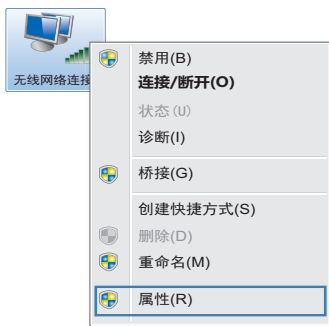 无线网络连接
禁用(B)
连接/断开(O)
状态(U)
诊断(I)
桥接(G)
创建快捷方式(S)
删除(D)
重命名(M)
属性(R)